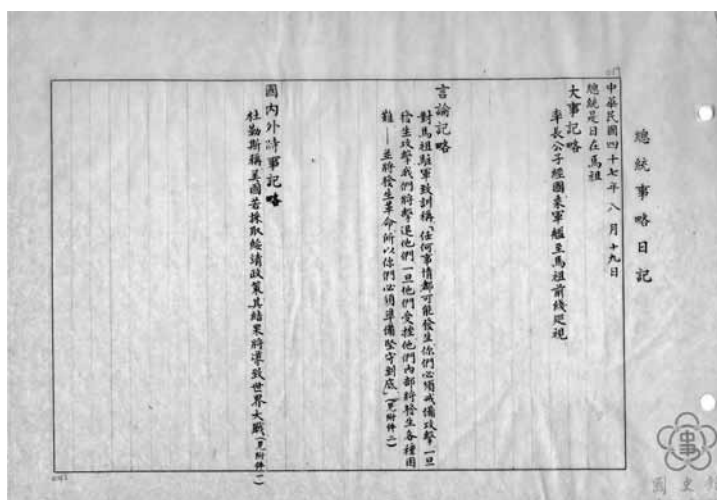 總統事略日記
中華民國四十七年 八 月 十九日
總統是日在馬祖
大事記略
率長公子經國乘軍艦至馬祖前綫巡視
言論記略
對馬祖駐軍致訓稱「任何事情都可能發生你們必須戒備攻擊一旦
發生攻擊我們將擊退他們一旦他們受挫他們內部將發生各種困
難——並將發生革命所以你們必須準備堅守到底」(見附件二)
國內外時事記略
杜勒斯稱美國若採取綏靖政策其結果將導致世界大戰(見附件一)
國史